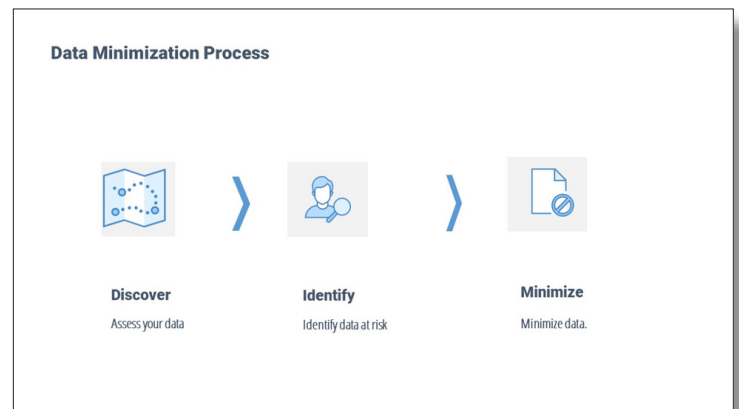 Data Minimization Process
Discover
Assess your data
Identify
Identify data at risk
Minimize
Minimize data.